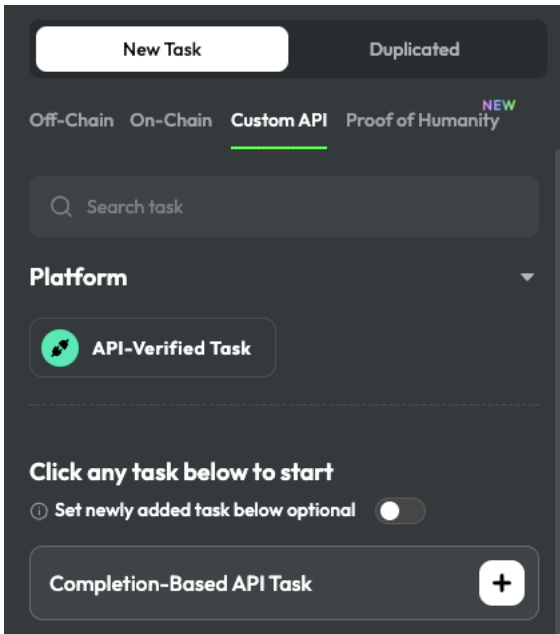 New Task Duplicated
NEW
Off-Chain On-Chain Custom API Proof of Humanity
Search task
Platform
API-Verified Task
Click any task below to start
Set newly added task below optional
Completion-Based API Task